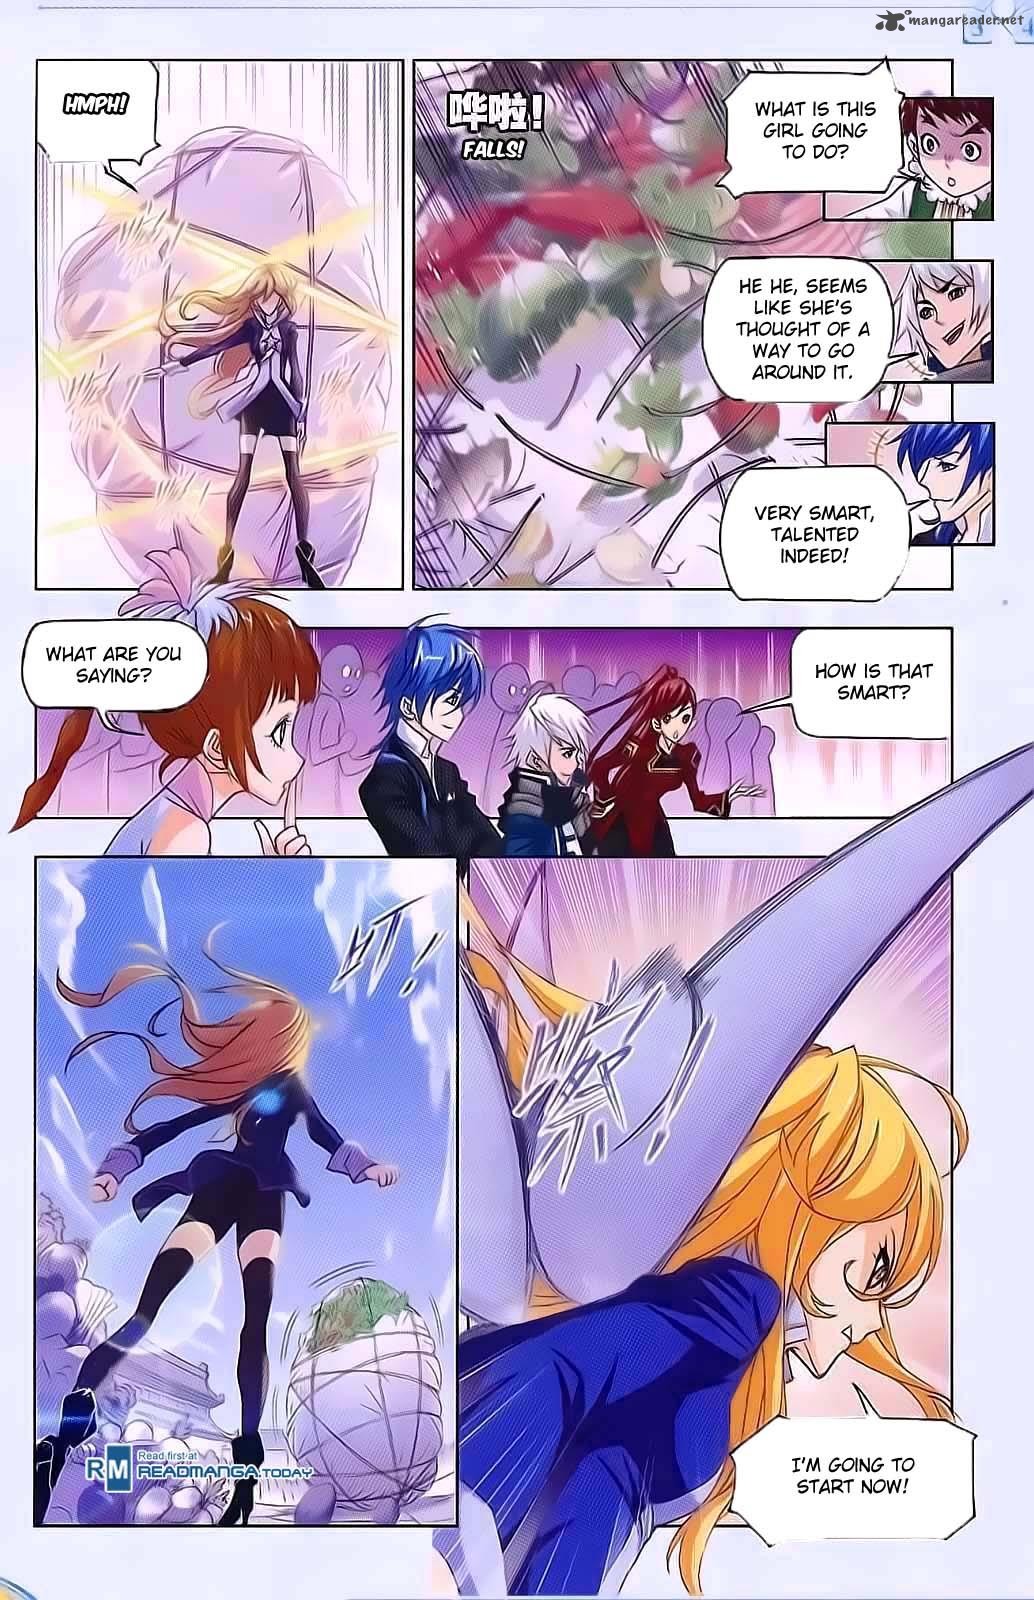 mangareader.net
HMPH!
哗啦!
FALLS!
WHAT IS THIS
GIRL GOING
TO DO?
HE HE, SEEMS
LIKE SHE'S
THOUGHT OF A
WAY TO GO
AROUND IT.
VERY SMART,
TALENTED
INDEED!
WHAT ARE YOU
SAYING?
HOW IS THAT
SMART?
I'M GOING TO
START NOW!
RM
Read first at
READMANGA.TODAY